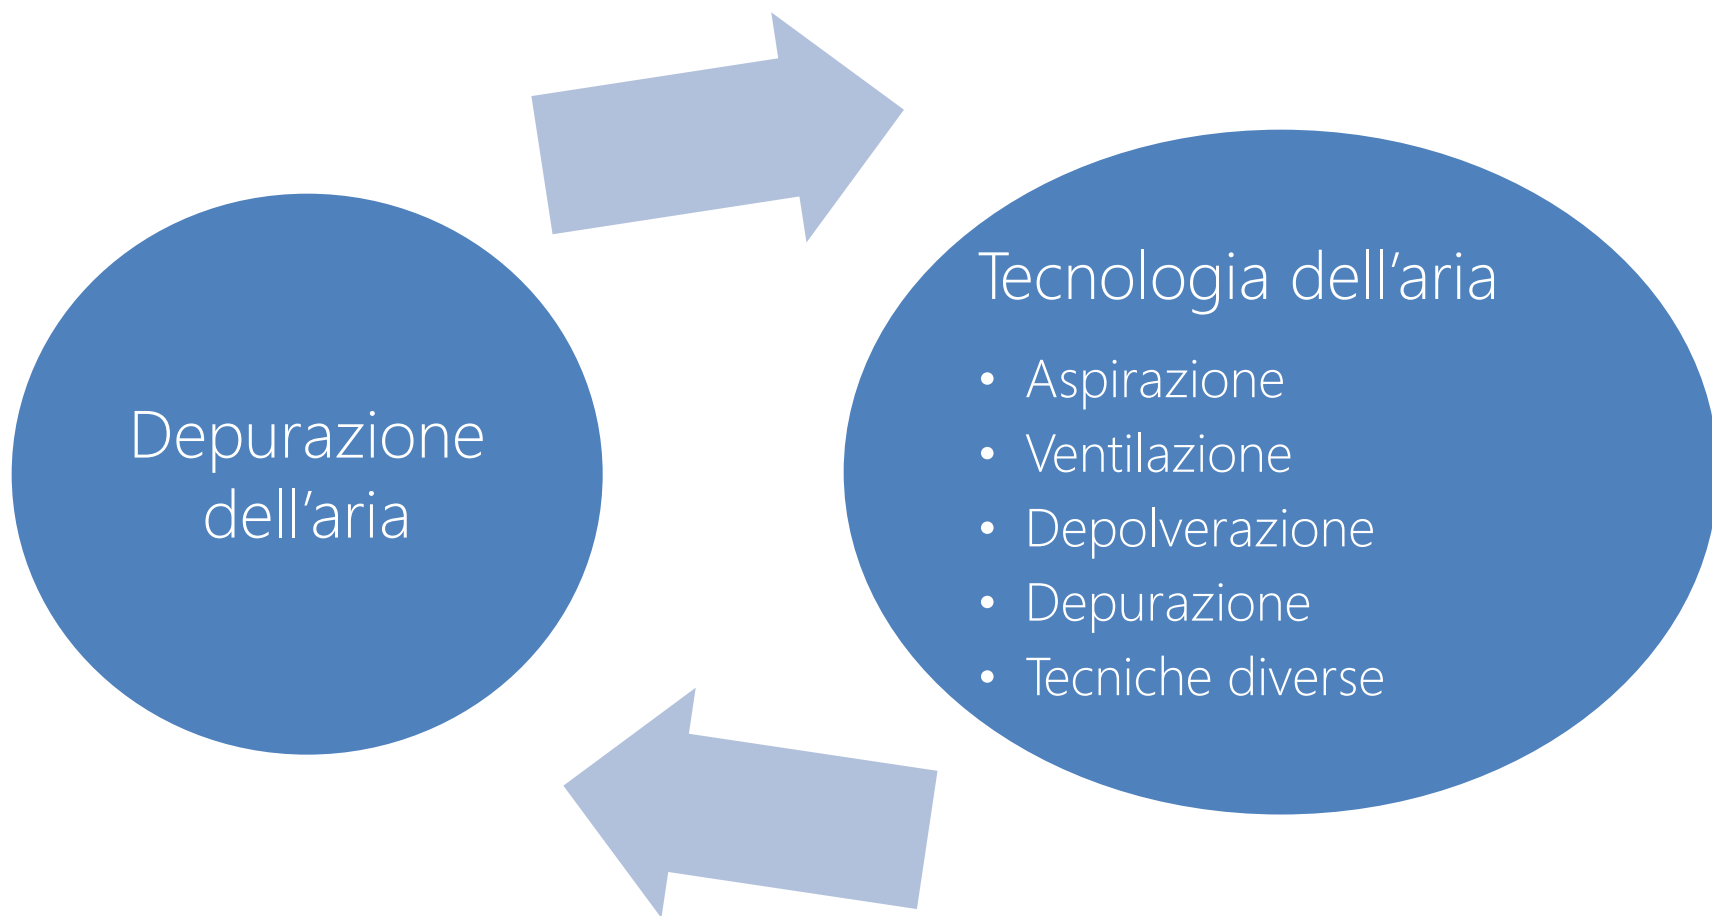 Depurazione
dell’aria
Tecnologia dell’aria
• Aspirazione
• Ventilazione
• Depolverazione
• Depurazione
• Tecniche diverse